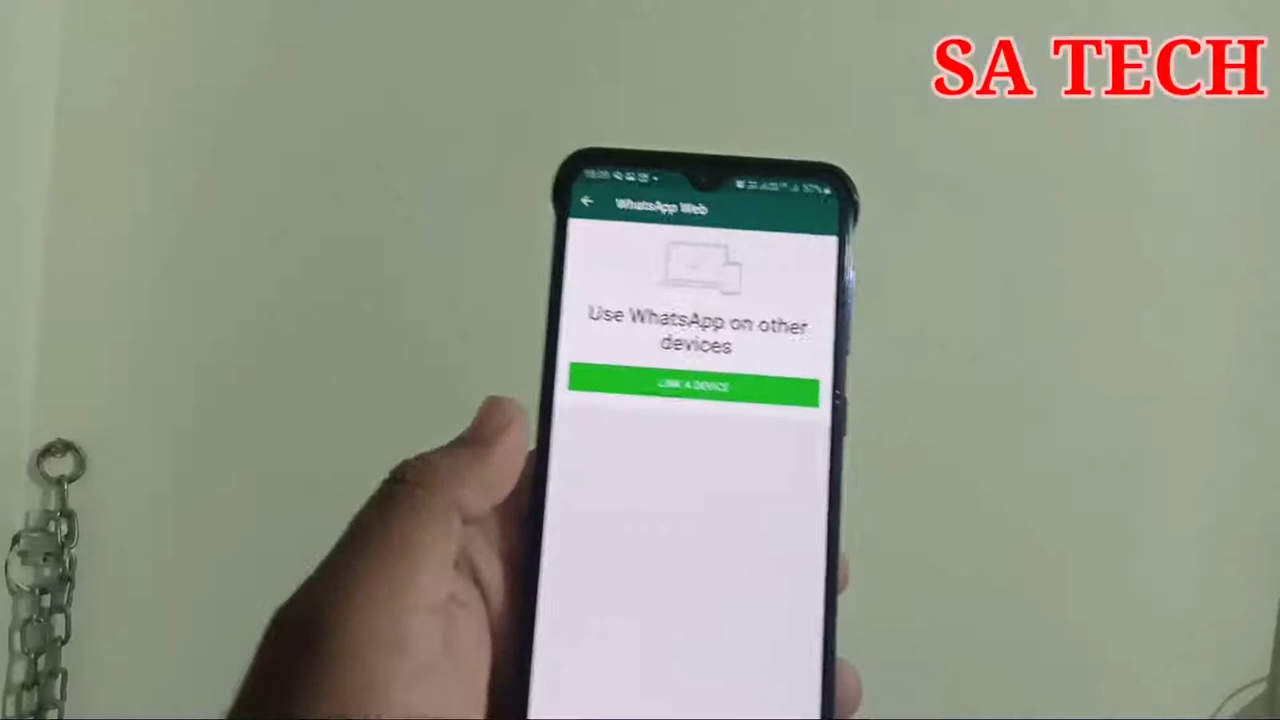 SA TECH
WhatsApp Web
Use WhatsApp on other
devices
LINK A DEVICE